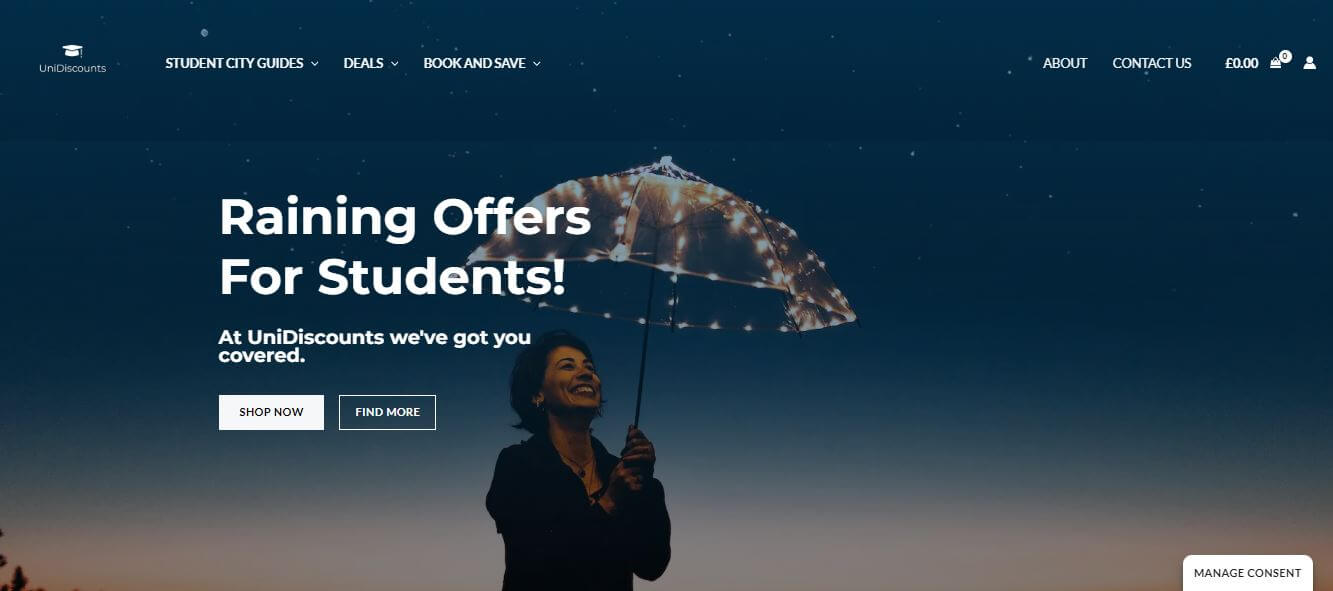 UniDiscounts
STUDENT CITY GUIDES
DEALS
BOOK AND SAVE
ABOUT
CONTACT US
£0.00
0
Raining Offers
For Students!
At UniDiscounts we've got you
covered.
SHOP NOW
FIND MORE
MANAGE CONSENT